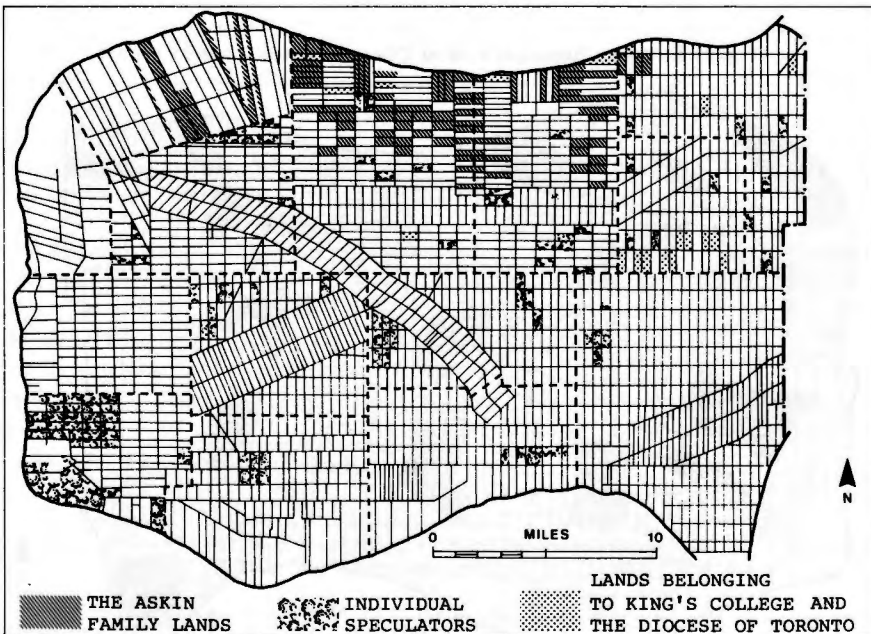 N
0 MILES 10
THE ASKIN
FAMILY LANDS
INDIVIDUAL
SPECULATORS
LANDS BELONGING
TO KING'S COLLEGE AND
THE DIOCESE OF TORONTO